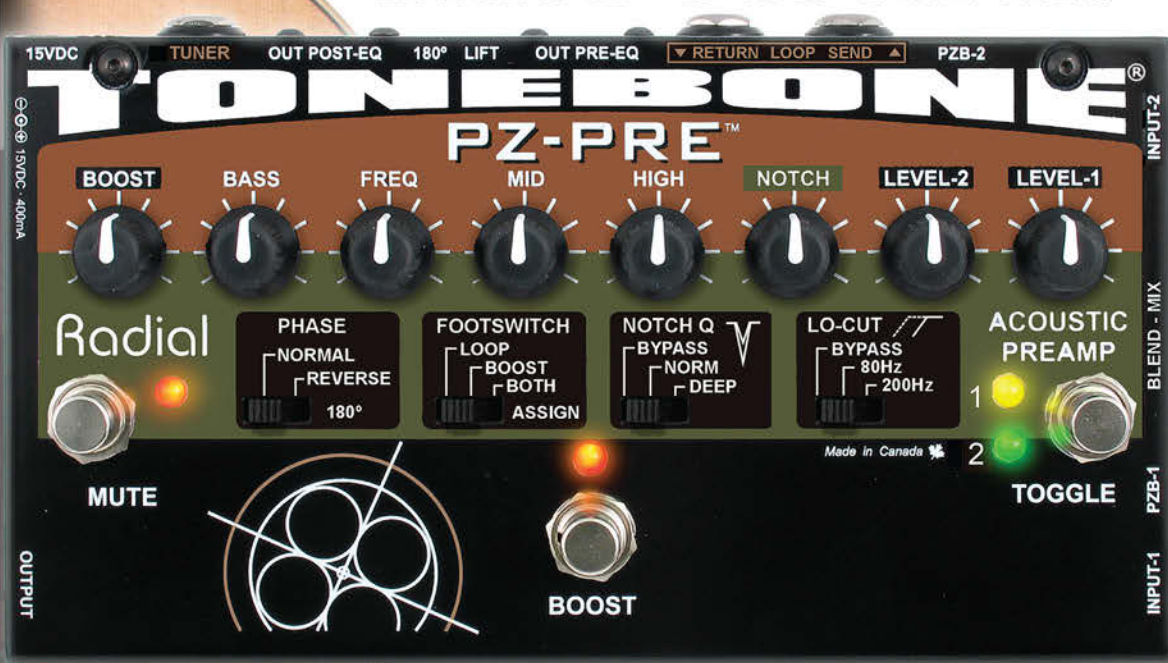 15VDC TUNER OUT POST-EQ 180º LIFT OUT PRE-EQ ▼ RETURN LOOP SEND ▲ PZB-2
TONEBONE®
PZ-PRE™
BOOST BASS FREQ MID HIGH NOTCH LEVEL-2 LEVEL-1
15VDC · 400mA
INPUT-2
Radial
PHASE
NORMAL
REVERSE
180º
FOOTSWITCH
LOOP
BOOST
BOTH
ASSIGN
NOTCH Q
BYPASS
NORM
DEEP
LO-CUT
BYPASS
80Hz
200Hz
ACOUSTIC
PREAMP
1
2
BLEND - MIX
Made in Canada
MUTE
BOOST
TOGGLE
PZB-1
OUTPUT
INPUT-1